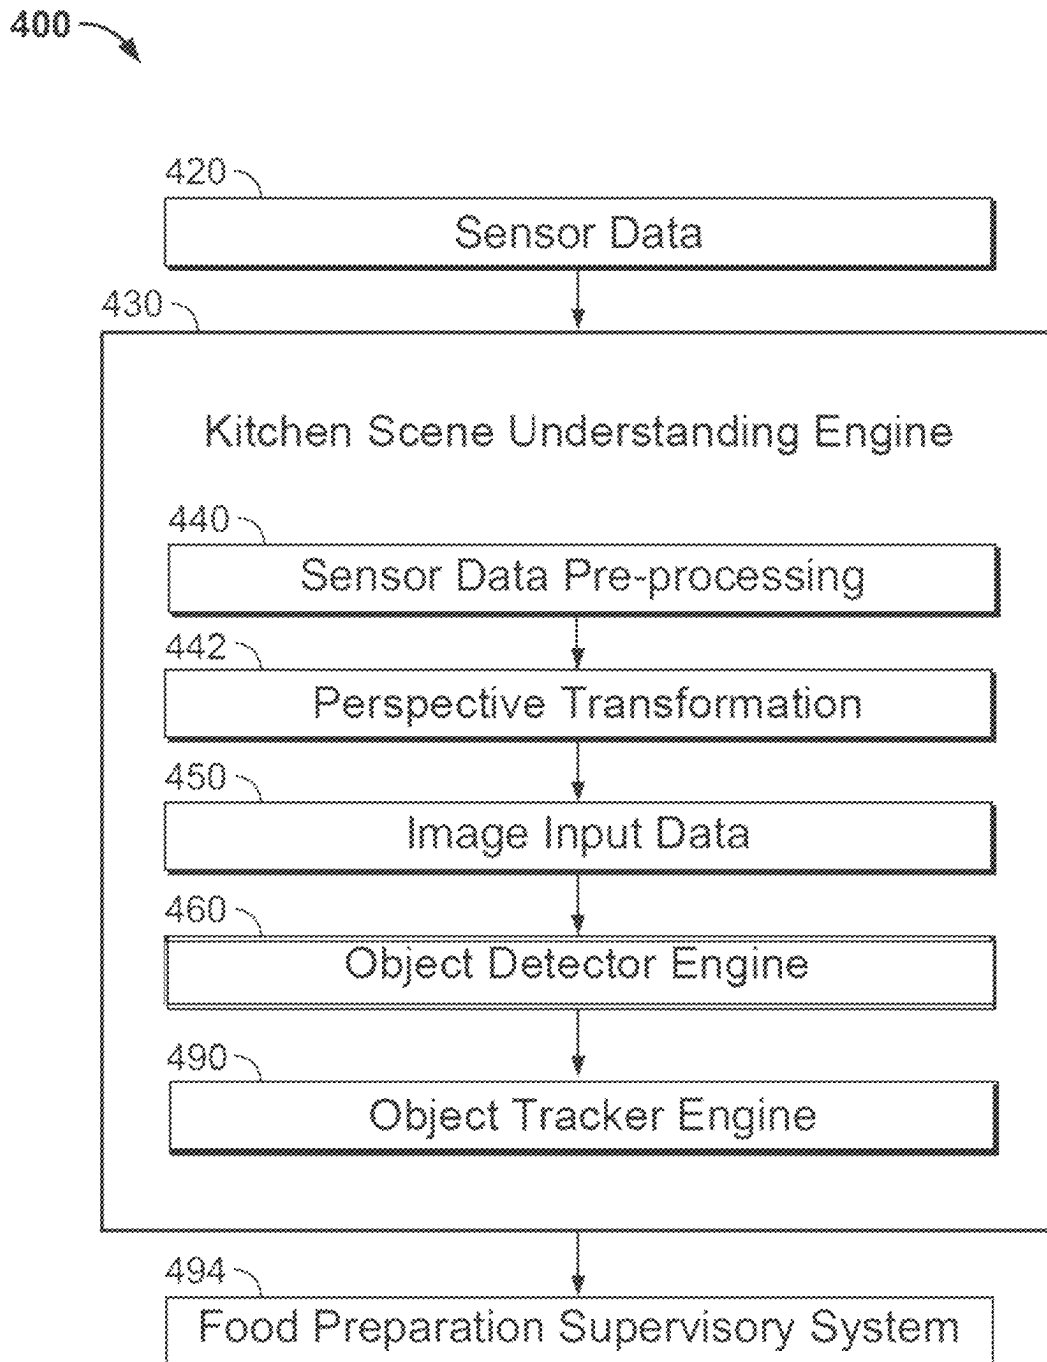 400
420
Sensor Data
430
Kitchen Scene Understanding Engine
440
Sensor Data Pre-processing
442
Perspective Transformation
450
Image Input Data
460
Object Detector Engine
490
Object Tracker Engine
494
Food Preparation Supervisory System